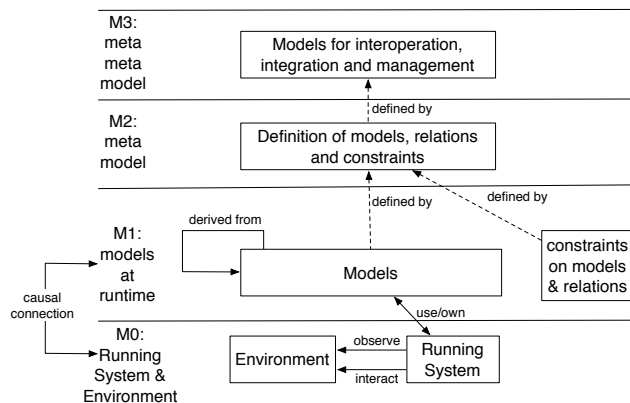 M3:
meta
meta
model
Models for interoperation,
integration and management
defined by
M2:
meta
model
Definition of models, relations
and constraints
defined by
defined by
derived from
M1:
models
at
runtime
Models
constraints
on models
& relations
causal
connection
use/own
M0:
Running
System &
Environment
Environment
observe
interact
Running
System